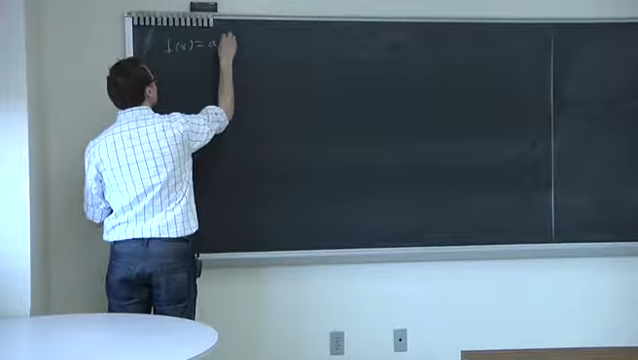 f(x) = a